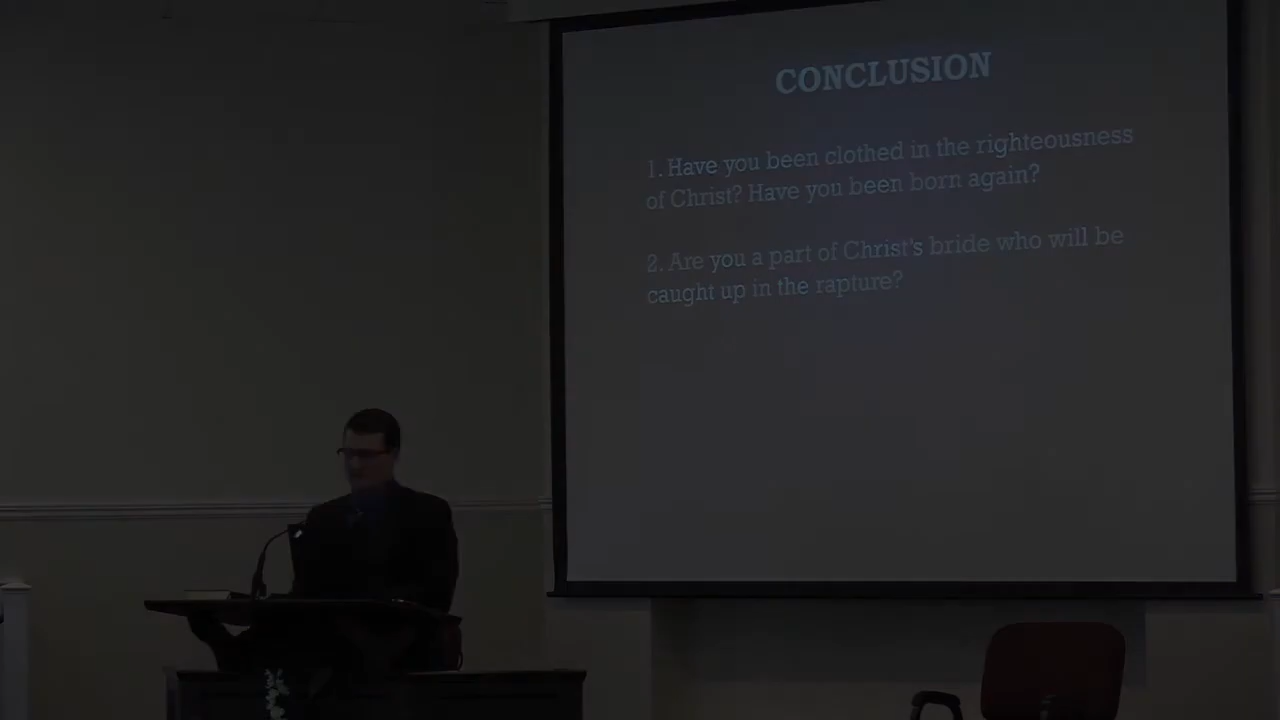 CONCLUSION
1. Have you been clothed in the righteousness
of Christ? Have you been born again?
2. Are you a part of Christ's bride who will be
caught up in the rapture?